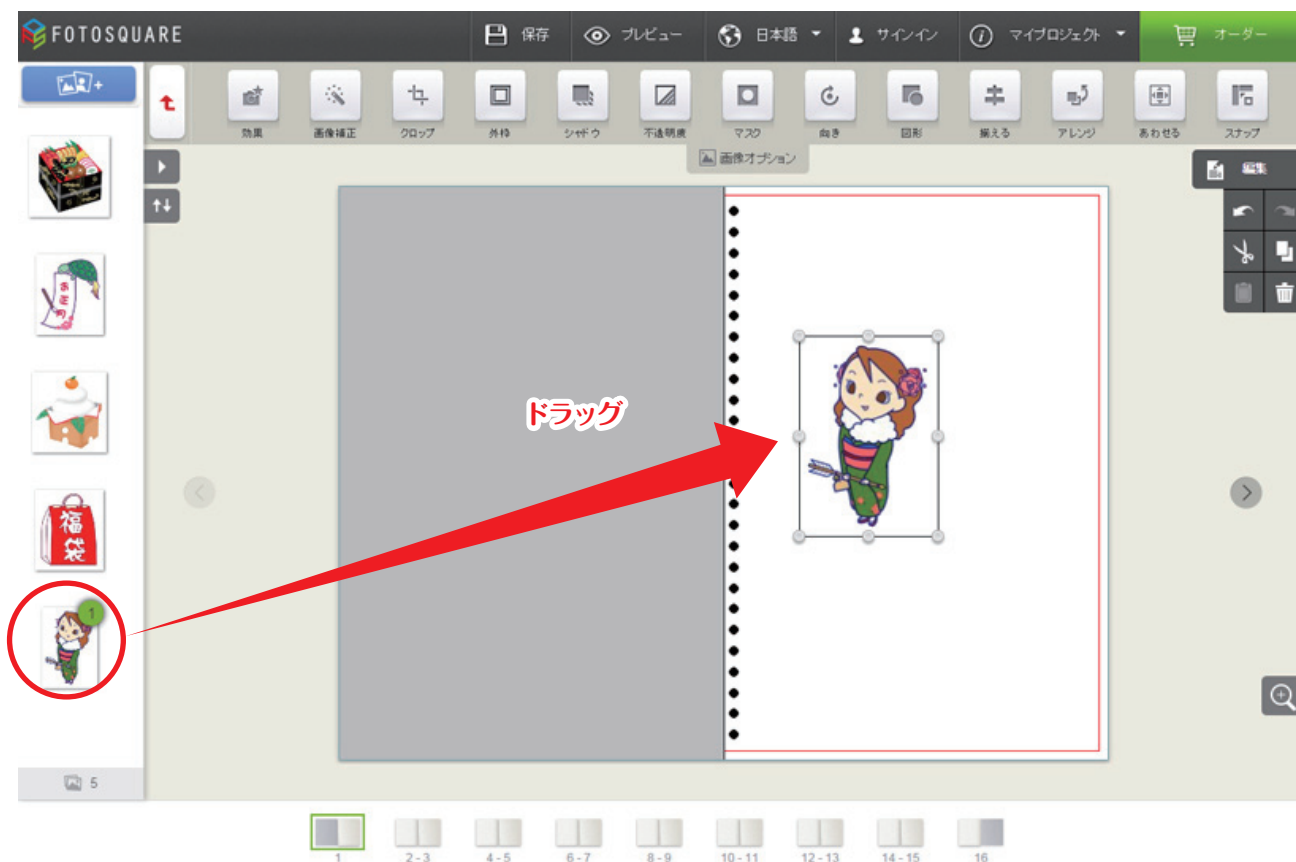 FOTOSQUARE
保存
プレビュー
日本語
サインイン
マイプロジェクト
オーダー
効果
画像補正
クロップ
外枠
シャドウ
不透明度
マスク
向き
図形
揃える
アレンジ
あわせる
スナップ
画像オプション
編集
ドラッグ
福
袋
1
5
1
2 - 3
4 - 5
6 - 7
8 - 9
10 - 11
12 - 13
14 - 15
16